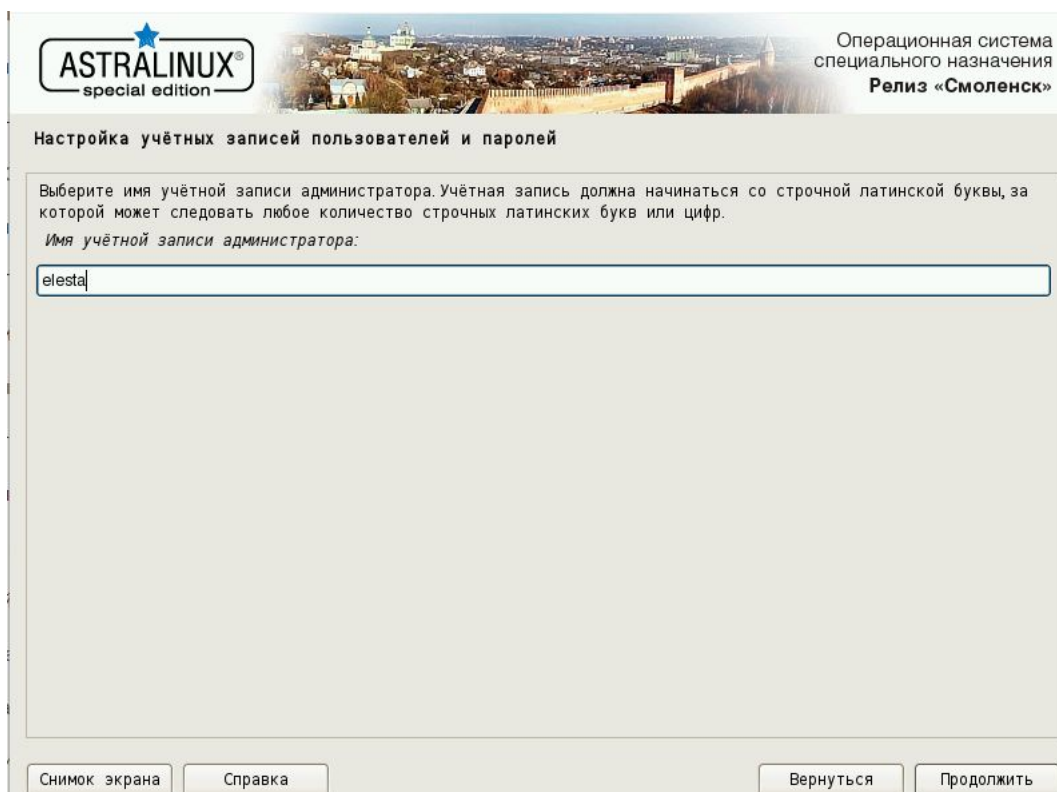 ASTRALINUX®
special edition
Операционная система
специального назначения
Релиз «Смоленск»
Настройка учётных записей пользователей и паролей
Выберите имя учётной записи администратора. Учётная запись должна начинаться со строчной латинской буквы, за
которой может следовать любое количество строчных латинских букв или цифр.
Имя учётной записи администратора:
elesta
Снимок экрана
Справка
Вернуться
Продолжить